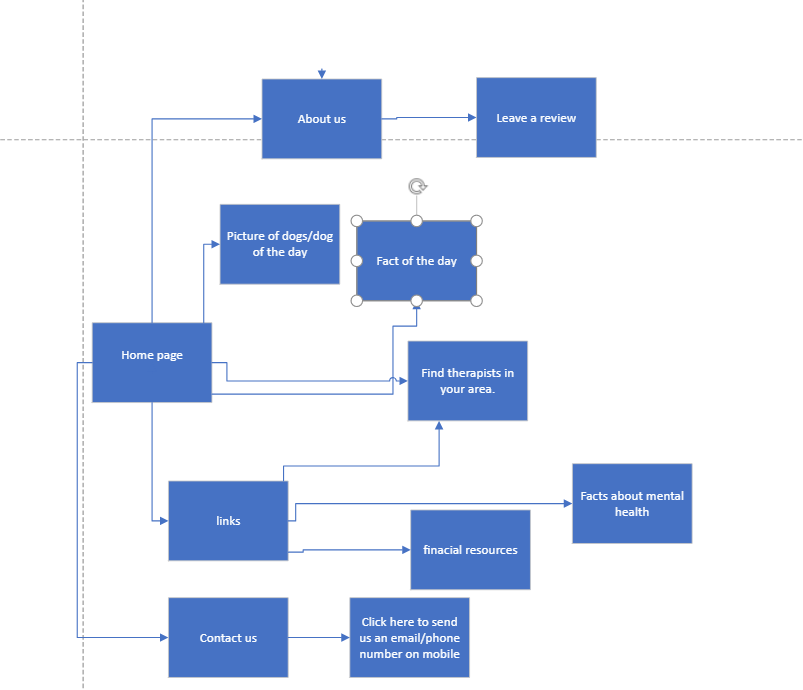 About us
Leave a review
Picture of dogs/dog
of the day
Fact of the day
Home page
Find therapists in
your area.
Facts about mental
health
links
finacial resources
Contact us
Click here to send
us an email/phone
number on mobile